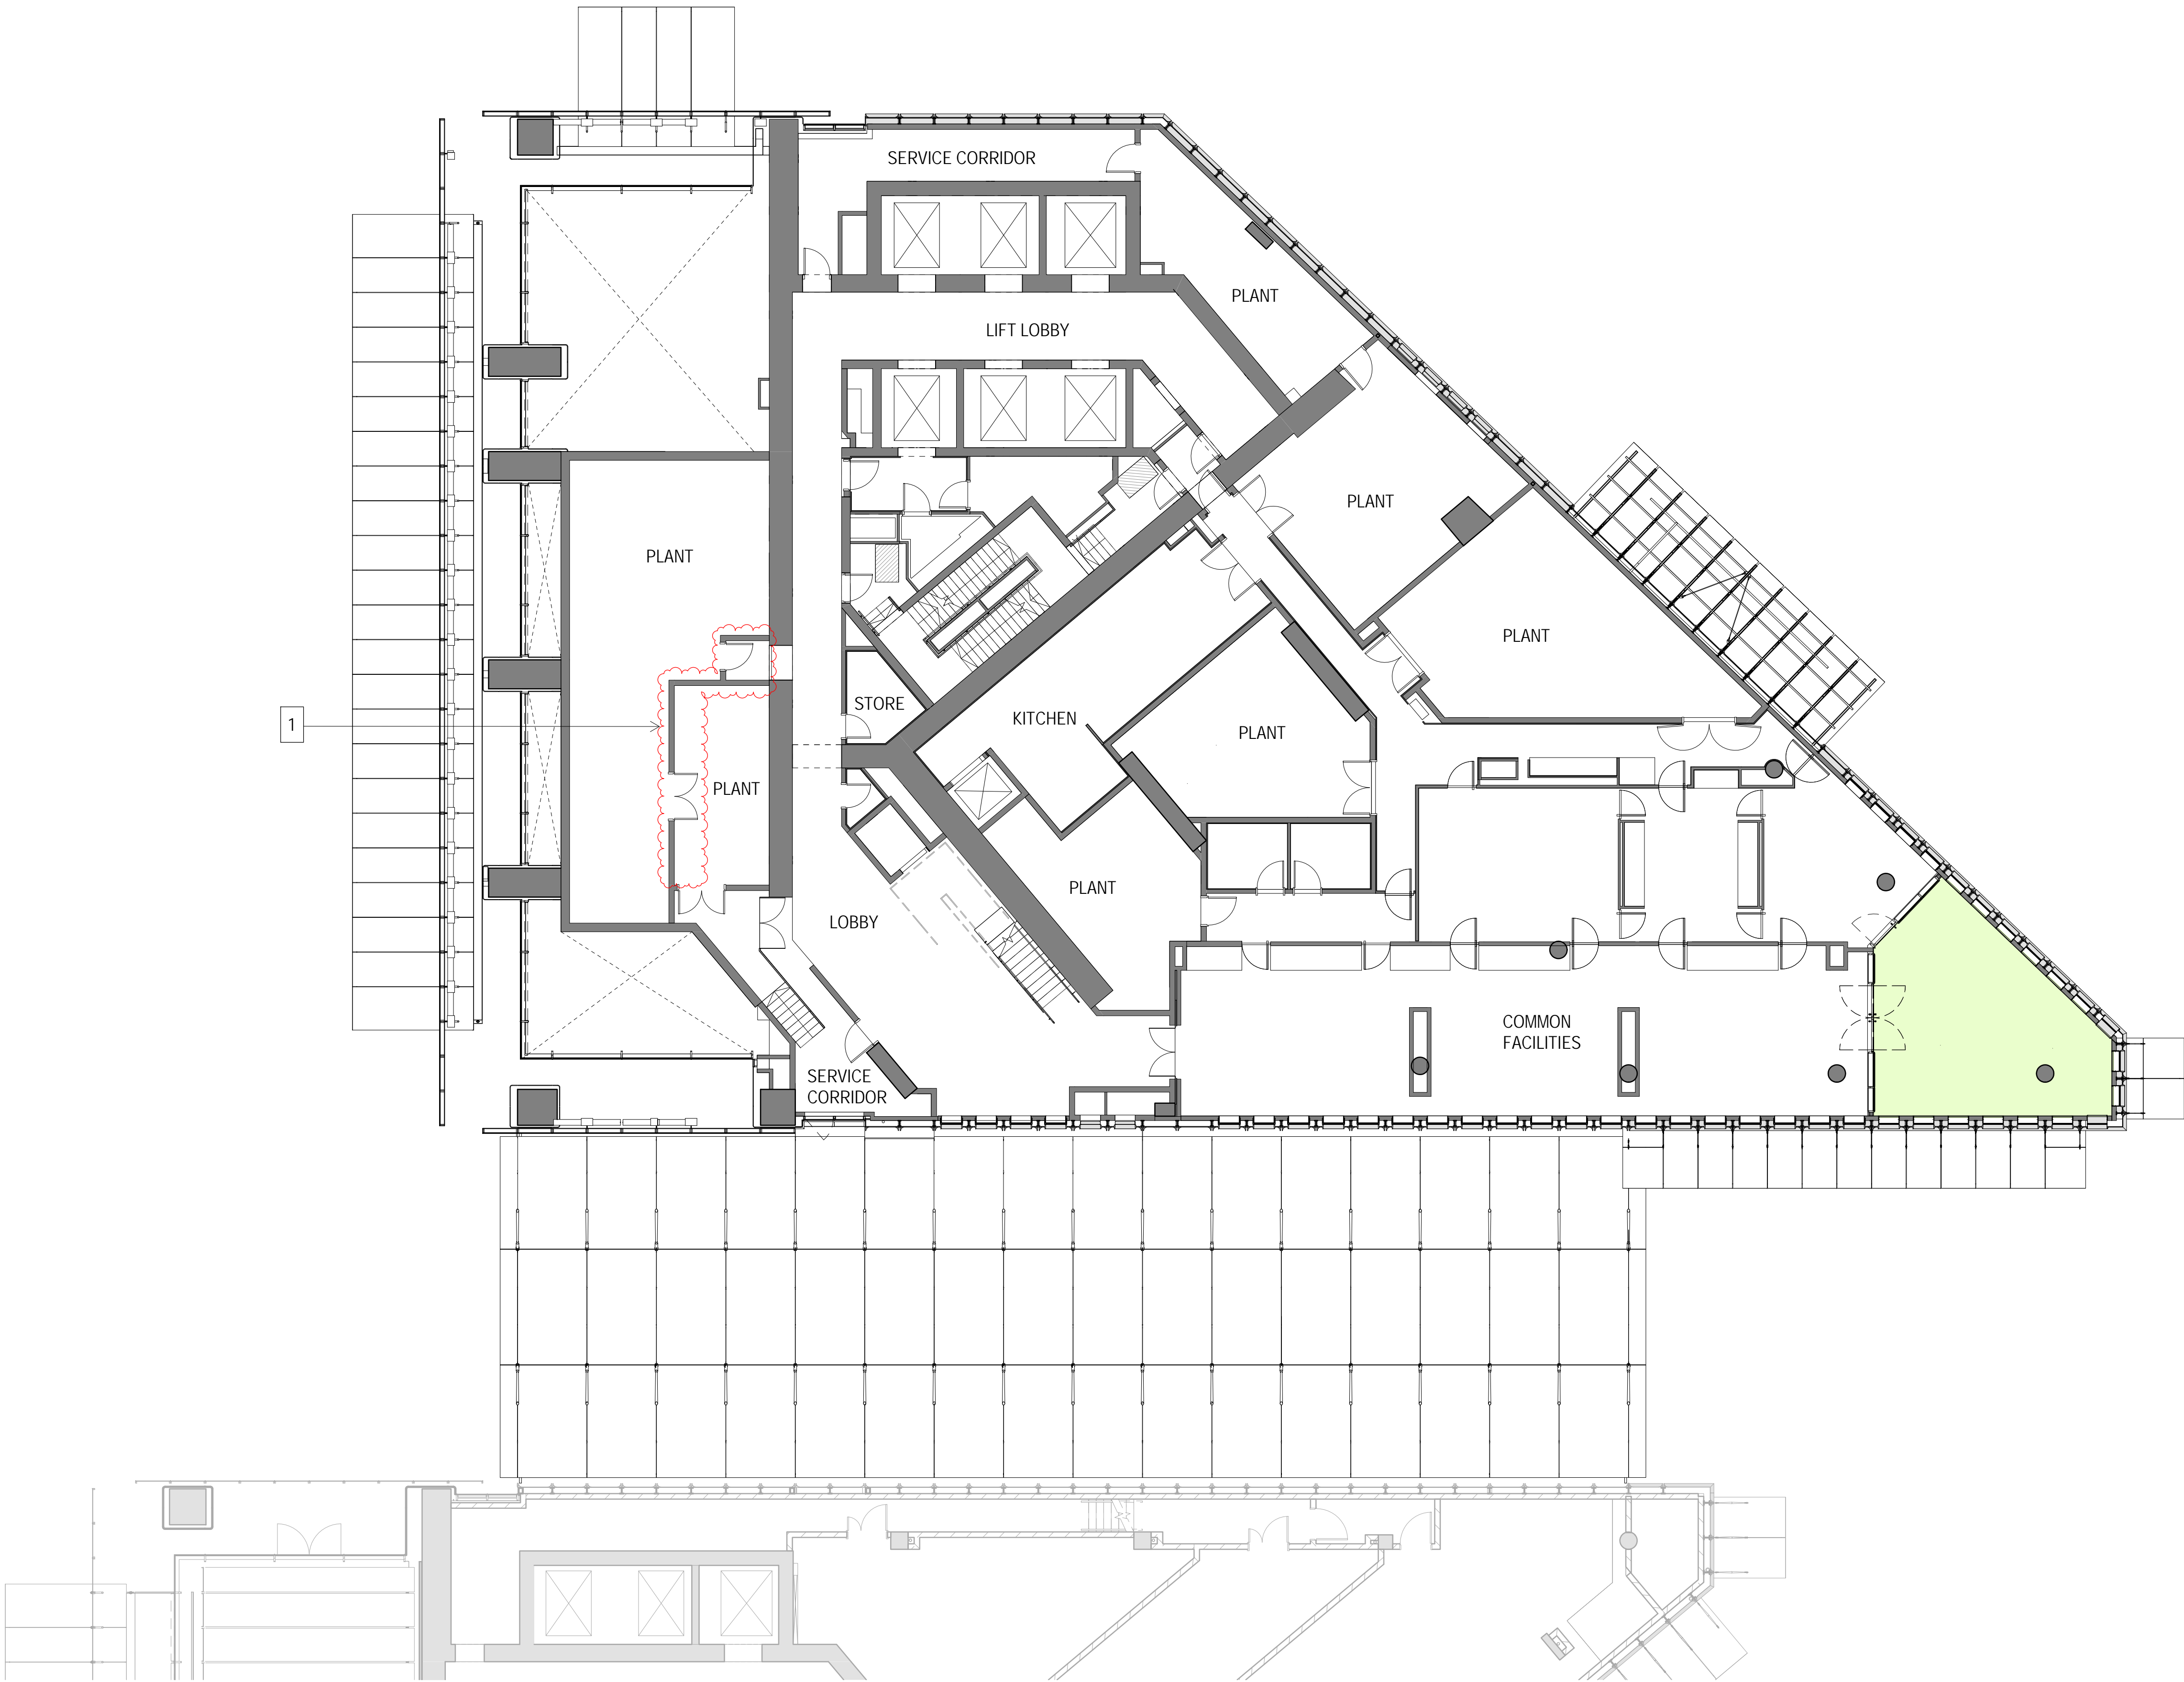 SERVICE CORRIDOR
PLANT
LIFT LOBBY
PLANT
PLANT
PLANT
STORE
KITCHEN
PLANT
1
PLANT
PLANT
LOBBY
COMMON
FACILITIES
SERVICE
CORRIDOR